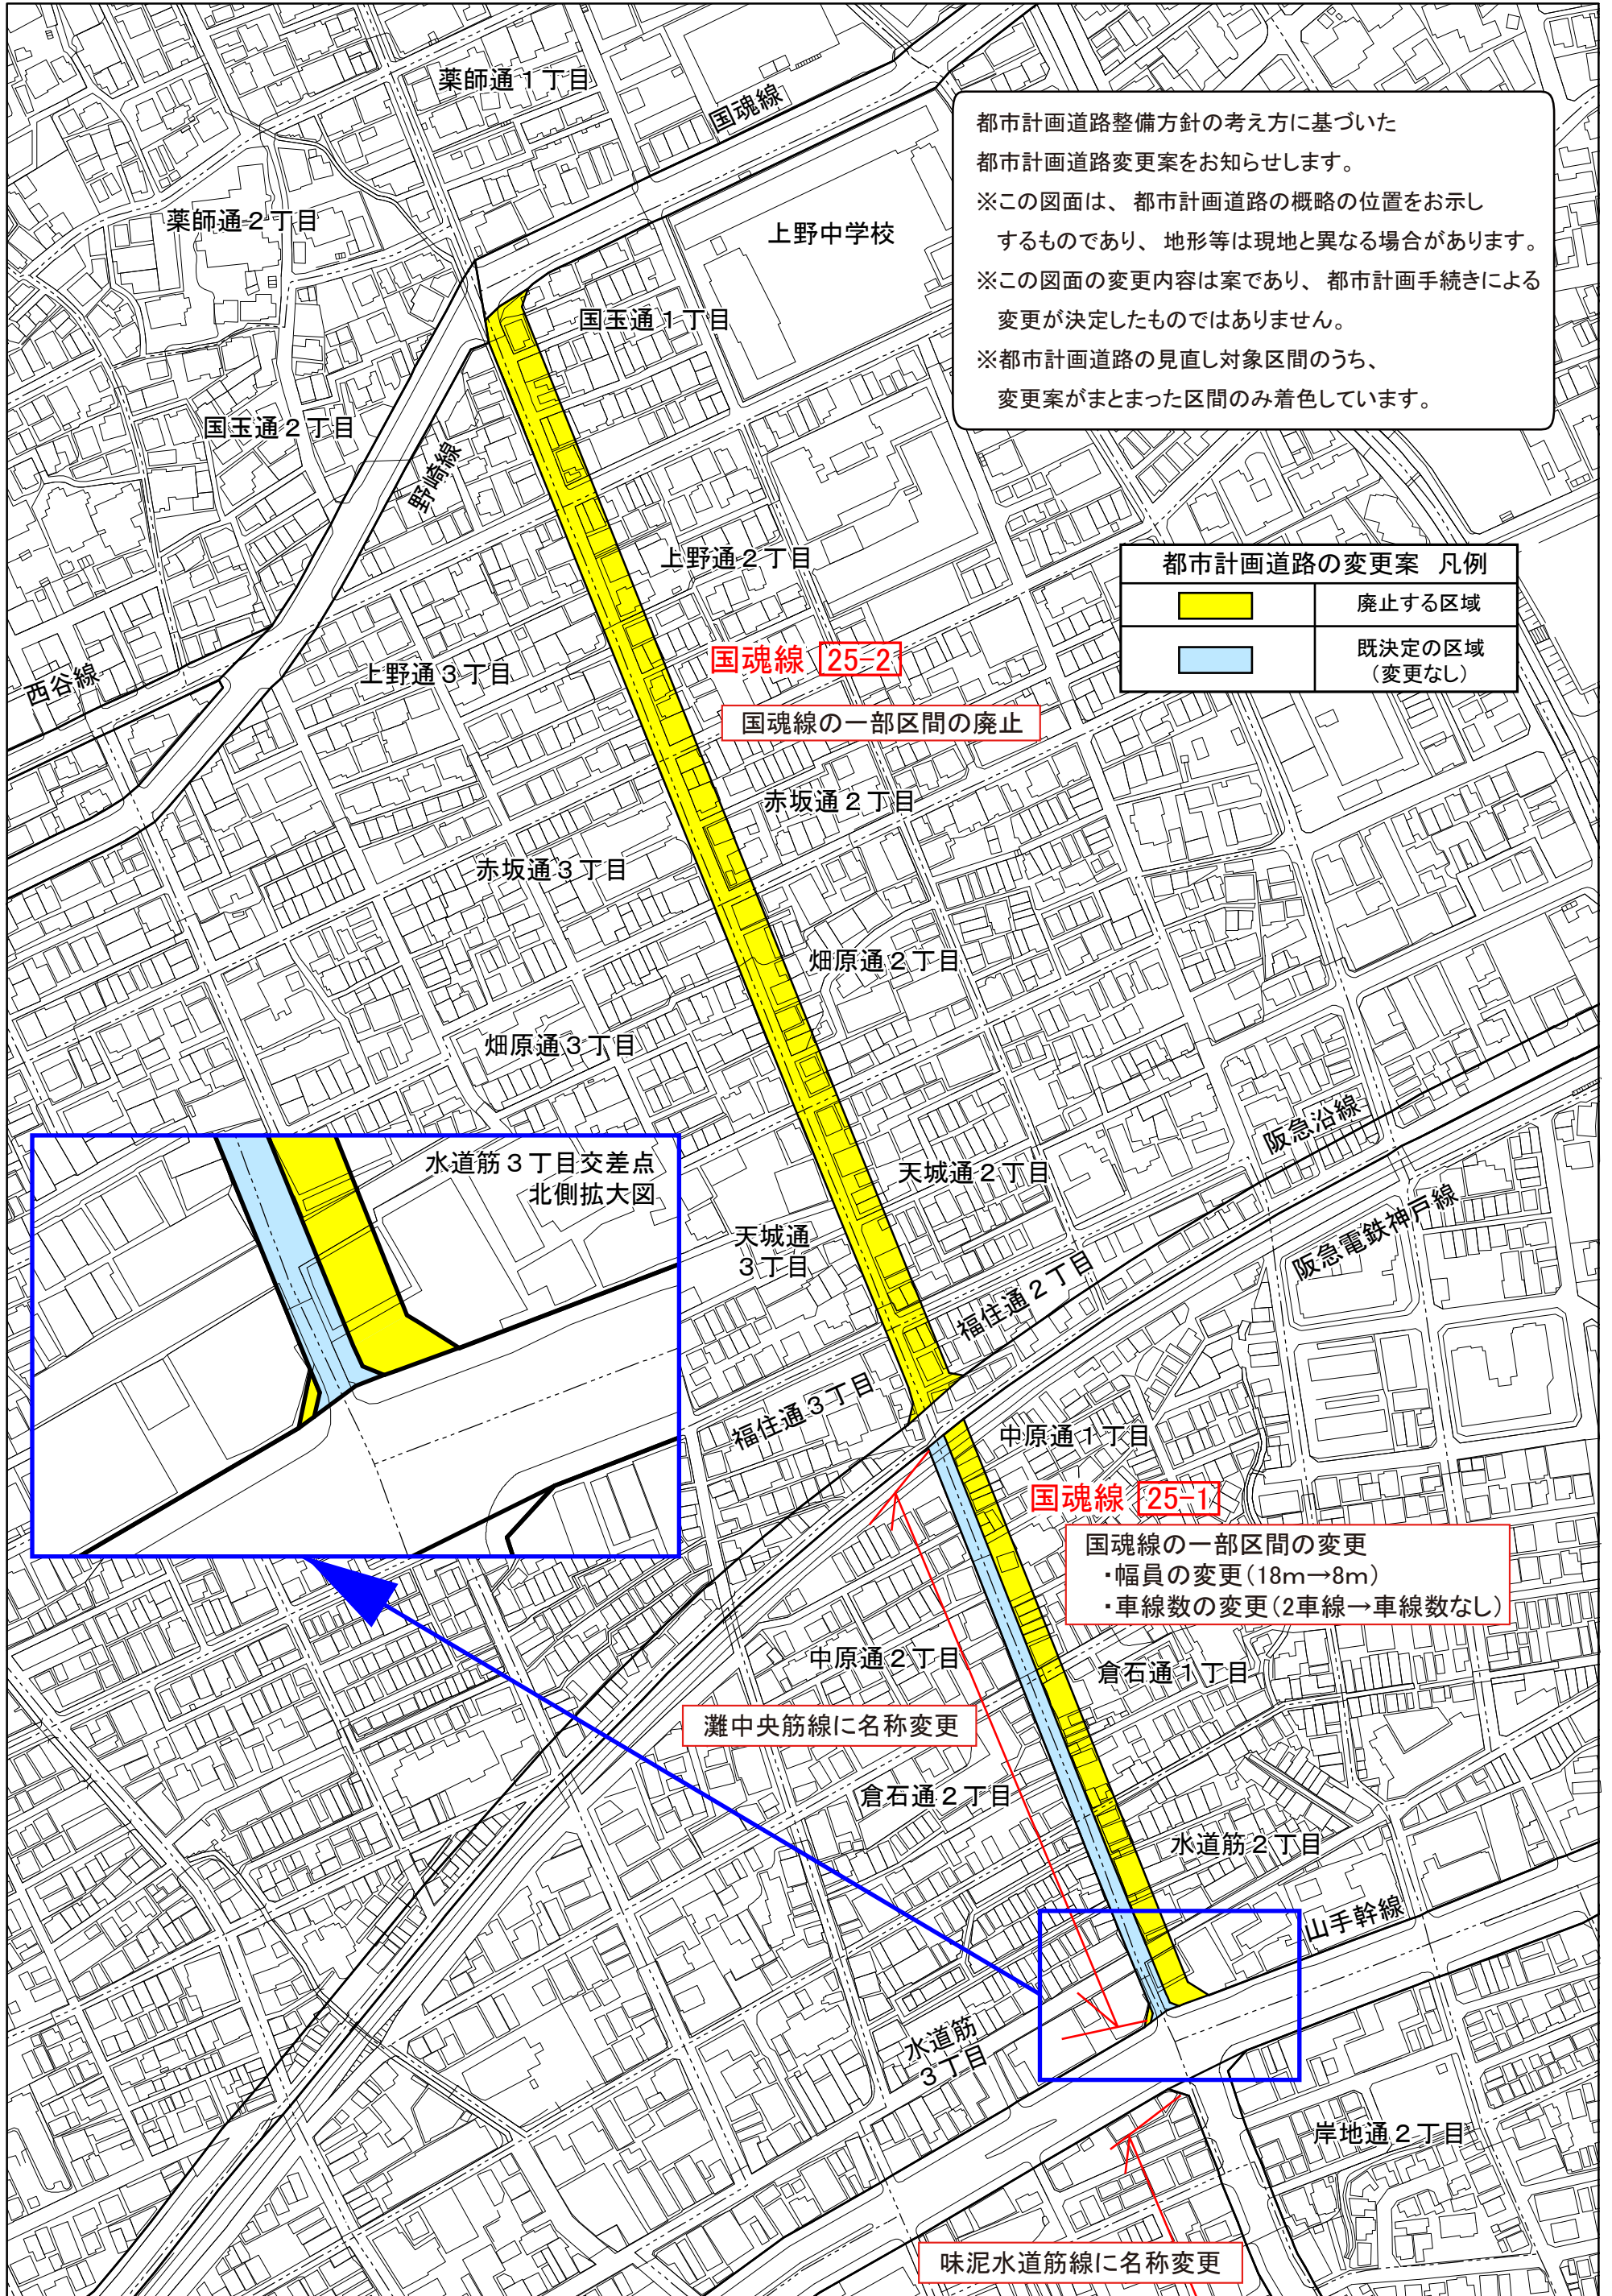 薬師通１丁目
国魂線
都市計画道路整備方針の考え方に基づいた
都市計画道路変更案をお知らせします。
※この図面は、都市計画道路の概略の位置をお示し
するものであり、地形等は現地と異なる場合があります。
※この図面の変更内容は案であり、都市計画手続きによる
変更が決定したものではありません。
※都市計画道路の見直し対象区間のうち、
変更案がまとまった区間のみ着色しています。
薬師通２丁目
上野中学校
国玉通１丁目
国玉通２丁目
野崎線
上野通２丁目
都市計画道路の変更案 凡例
廃止する区域
既決定の区域
（変更なし）
西谷線
上野通３丁目
国魂線 25-2
国魂線の一部区間の廃止
赤坂通２丁目
赤坂通３丁目
畑原通２丁目
畑原通３丁目
阪急沿線
水道筋３丁目交差点
北側拡大図
天城通２丁目
阪急電鉄神戸線
天城通
３丁目
福住通２丁目
福住通３丁目
中原通１丁目
国魂線 25-1
国魂線の一部区間の変更
・幅員の変更（18m→8m）
・車線数の変更（2車線→車線数なし）
中原通２丁目
倉石通１丁目
灘中央筋線に名称変更
倉石通２丁目
水道筋２丁目
山手幹線
水道筋
３丁目
岸地通２丁目
味泥水道筋線に名称変更